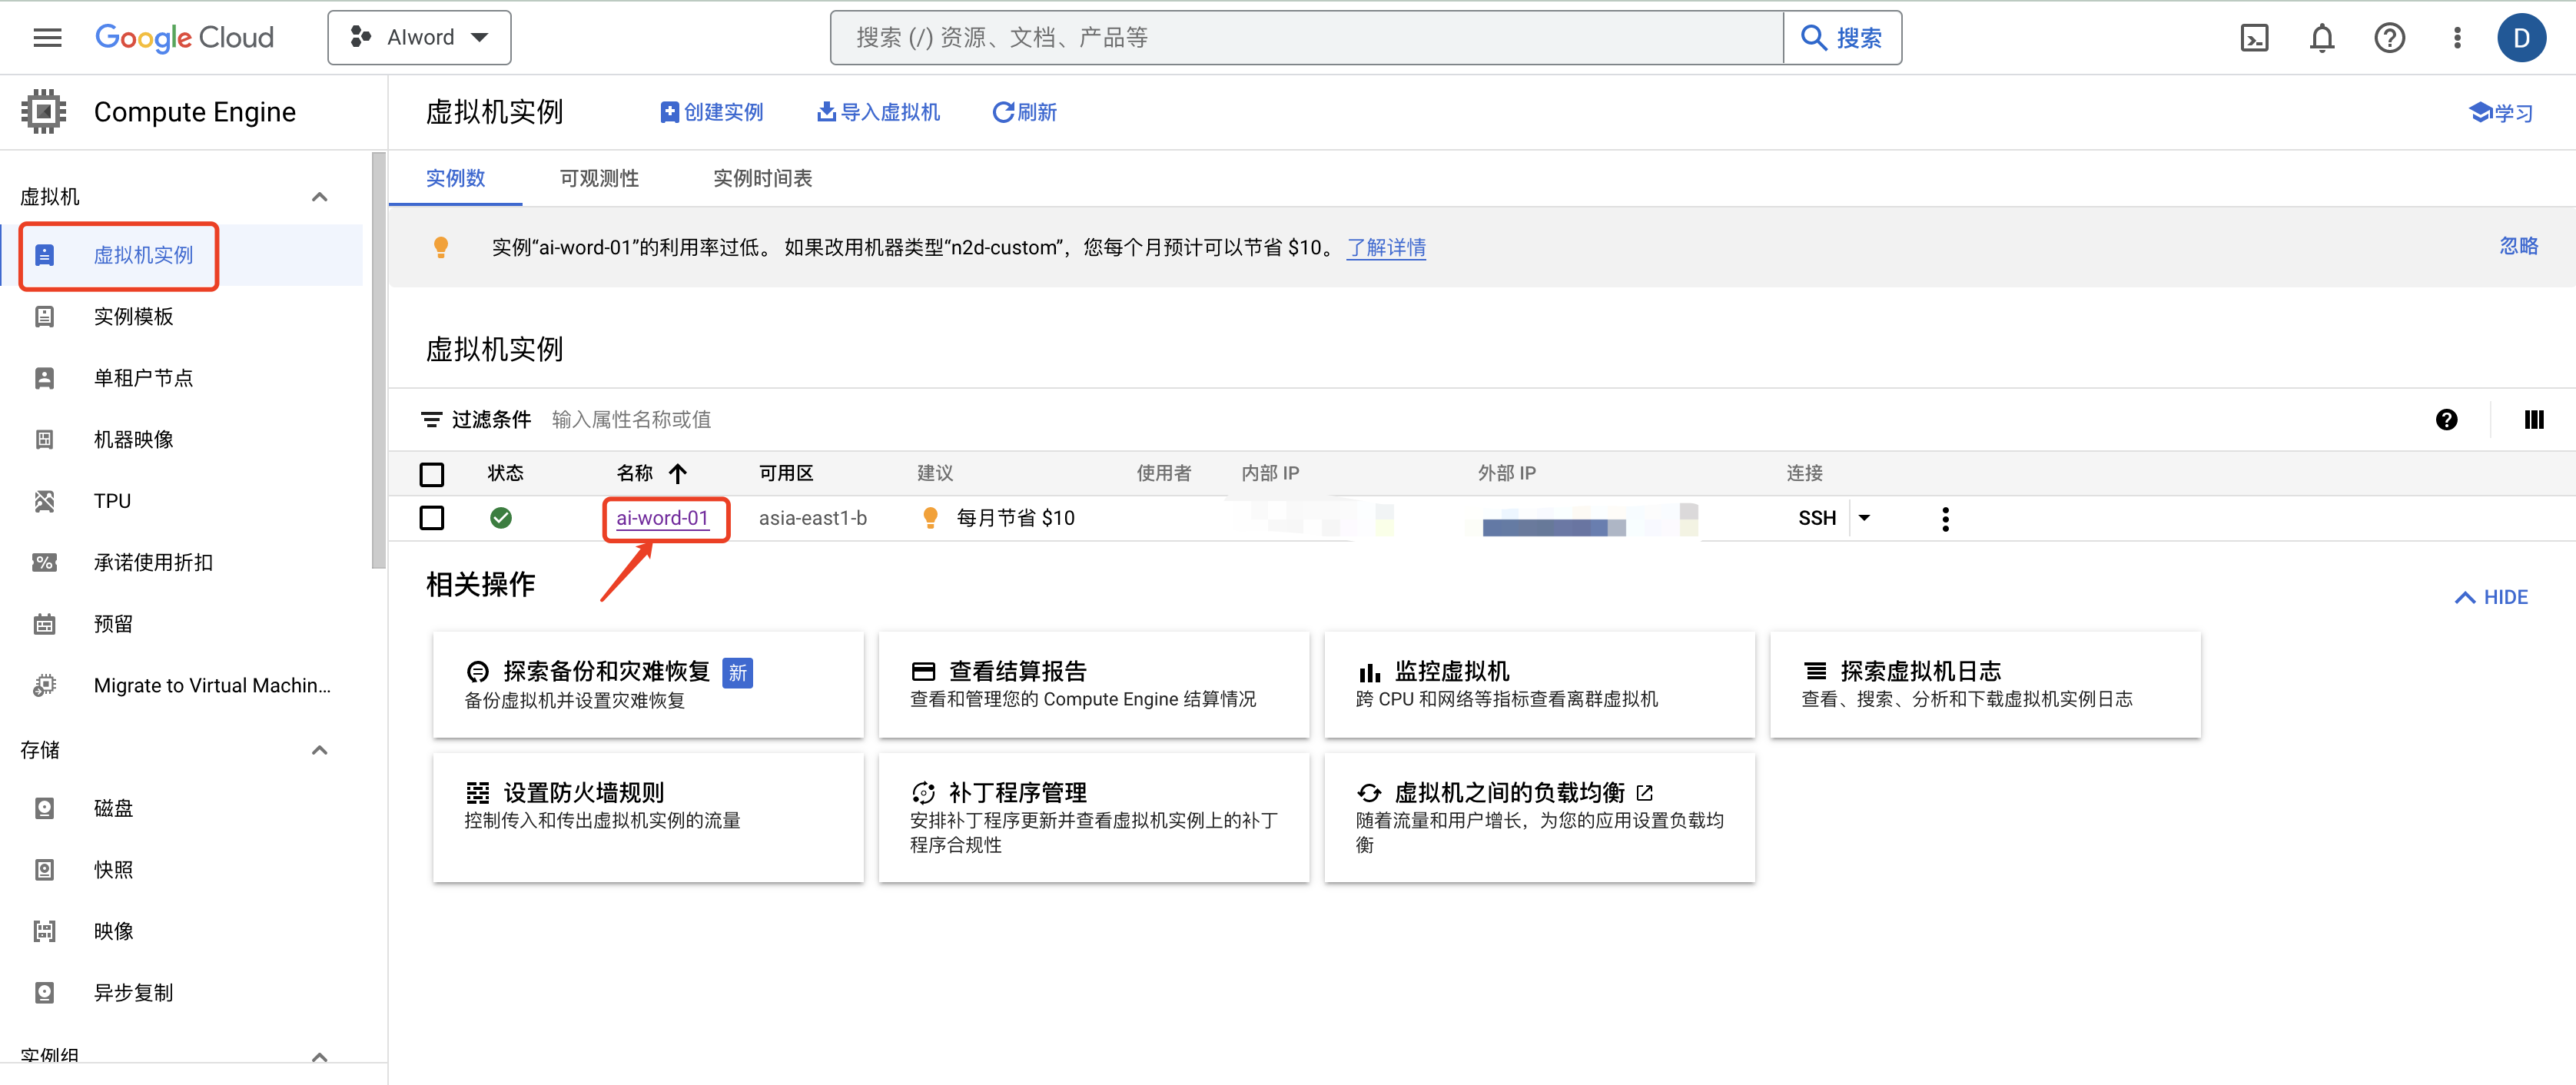 Google Cloud
AIword
搜索 (/) 资源、文档、产品等
搜索
D
Compute Engine
虚拟机实例
创建实例
导入虚拟机
刷新
学习
虚拟机
虚拟机实例
实例模板
单租户节点
机器映像
TPU
承诺使用折扣
预留
Migrate to Virtual Machin...
存储
磁盘
快照
映像
异步复制
实例组
实例数
可观测性
实例时间表
实例“ai-word-01”的利用率过低。 如果改用机器类型“n2d-custom”，您每个月预计可以节省 $10。 了解详情
忽略
虚拟机实例
过滤条件
输入属性名称或值
状态 名称 可用区 建议 使用者 内部 IP 外部 IP 连接
ai-word-01 asia-east1-b 每月节省 $10 SSH
相关操作
HIDE
探索备份和灾难恢复 新
备份虚拟机并设置灾难恢复
查看结算报告
查看和管理您的 Compute Engine 结算情况
监控虚拟机
跨 CPU 和网络等指标查看离群虚拟机
探索虚拟机日志
查看、搜索、分析和下载虚拟机实例日志
设置防火墙规则
控制传入和传出虚拟机实例的流量
补丁程序管理
安排补丁程序更新并查看虚拟机实例上的补丁
程序合规性
虚拟机之间的负载均衡
随着流量和用户增长，为您的应用设置负载均
衡